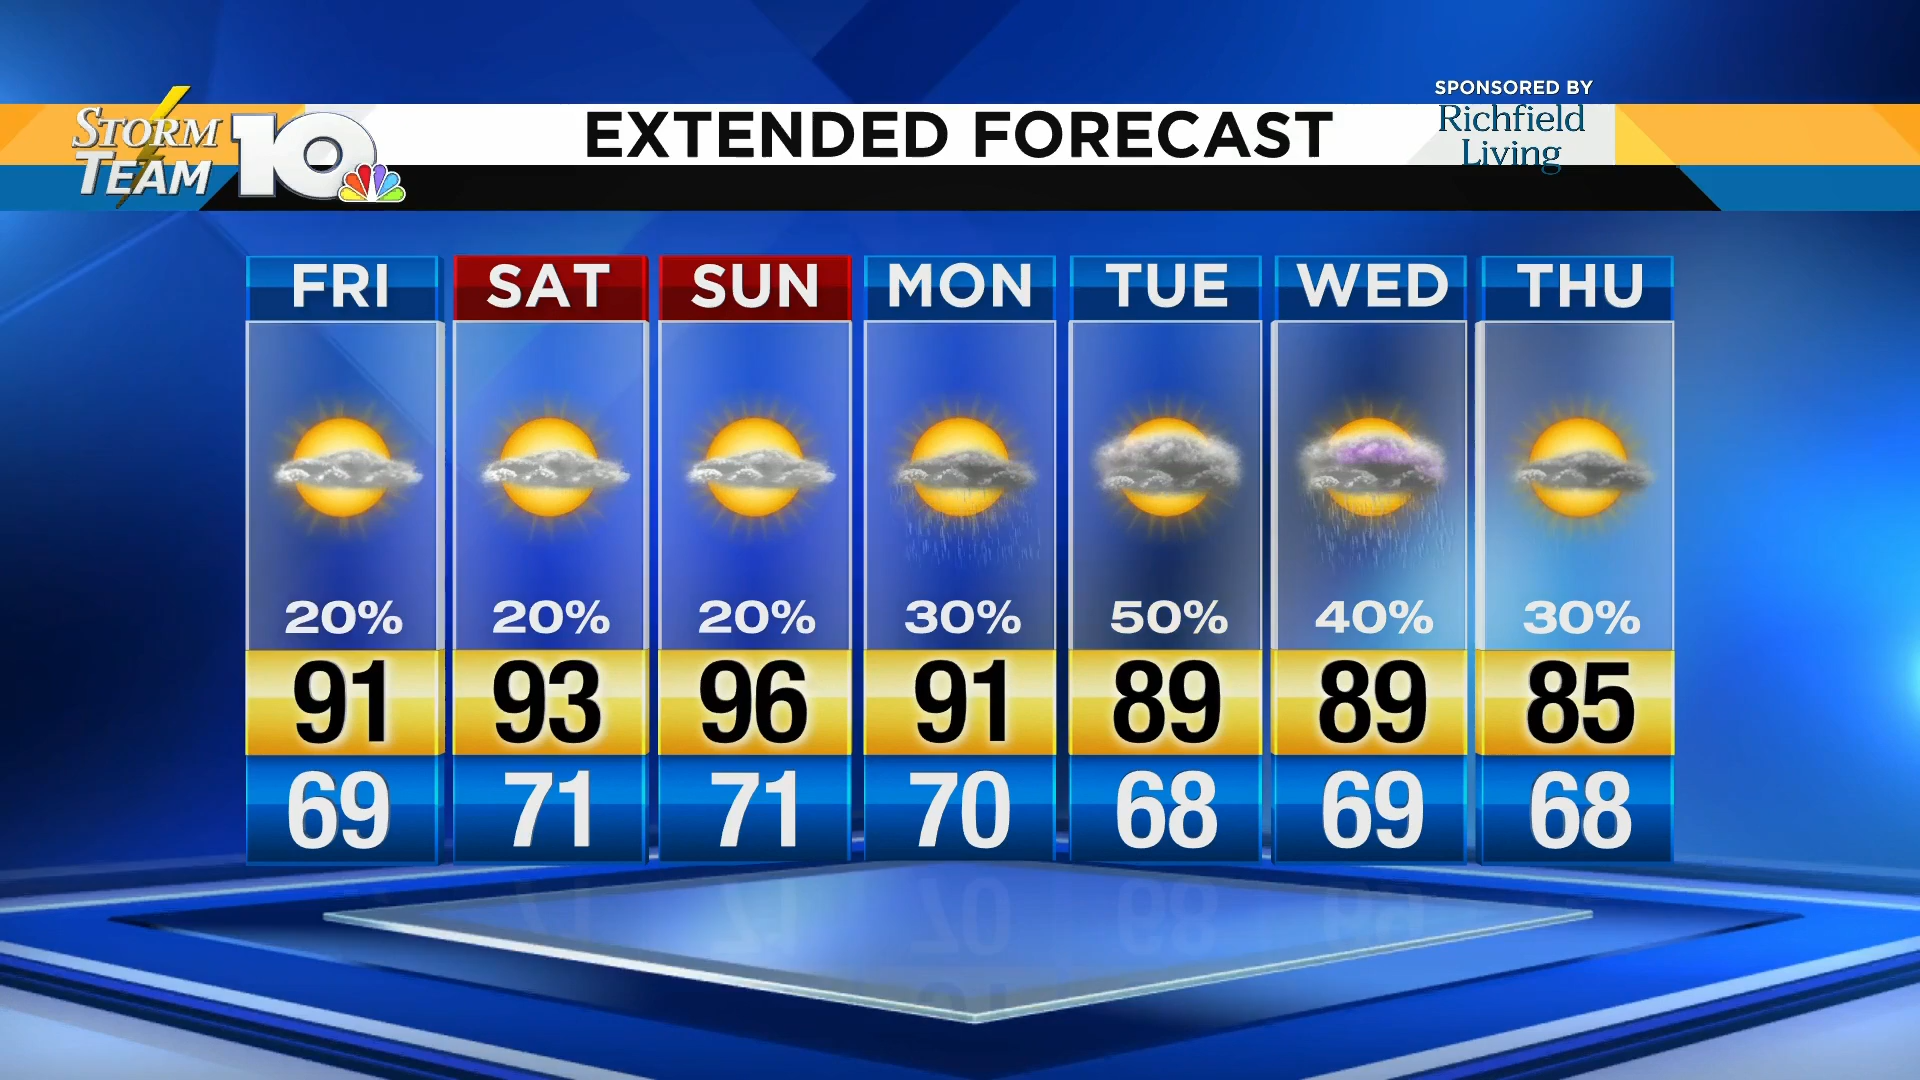 STORM TEAM 10
EXTENDED FORECAST
SPONSORED BY
Richfield
Living
FRI SAT SUN MON TUE WED THU
20% 20% 20% 30% 50% 40% 30%
91 93 96 91 89 89 85
69 71 71 70 68 69 68